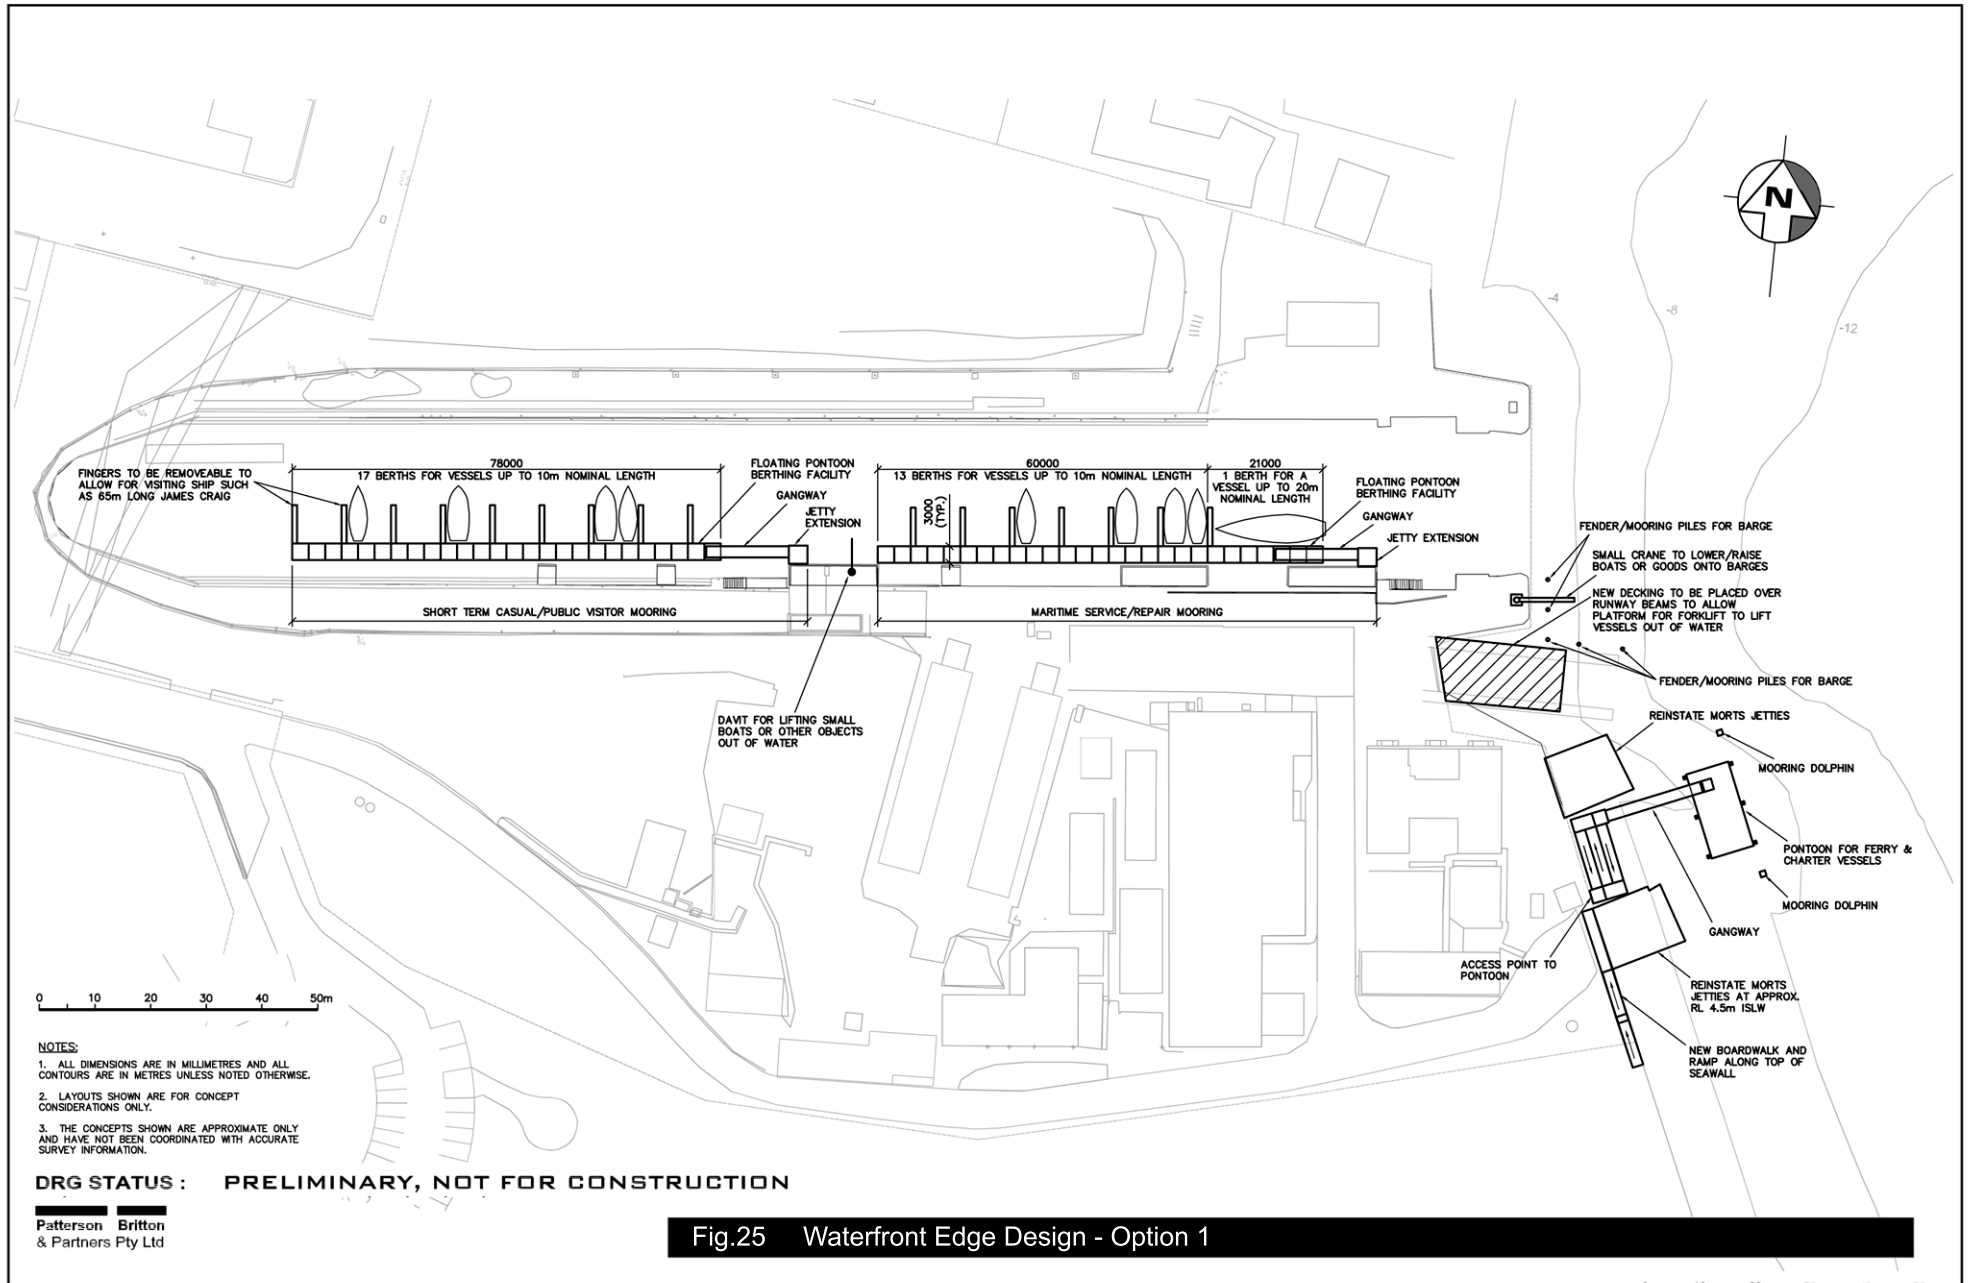 N
-4
-8
-12
78000
17 BERTHS FOR VESSELS UP TO 10m NOMINAL LENGTH
FINGERS TO BE REMOVEABLE TO
ALLOW FOR VISITING SHIP SUCH
AS 65m LONG JAMES CRAIG
FLOATING PONTOON
BERTHING FACILITY
GANGWAY
JETTY
EXTENSION
60000
13 BERTHS FOR VESSELS UP TO 10m NOMINAL LENGTH
3000
(TYP.)
21000
1 BERTH FOR A
VESSEL UP TO 20m
NOMINAL LENGTH
FLOATING PONTOON
BERTHING FACILITY
GANGWAY
JETTY EXTENSION
FENDER/MOORING PILES FOR BARGE
SMALL CRANE TO LOWER/RAISE
BOATS OR GOODS ONTO BARGES
NEW DECKING TO BE PLACED OVER
RUNWAY BEAMS TO ALLOW
PLATFORM FOR FORKLIFT TO LIFT
VESSELS OUT OF WATER
SHORT TERM CASUAL/PUBLIC VISITOR MOORING
MARITIME SERVICE/REPAIR MOORING
FENDER/MOORING PILES FOR BARGE
DAVIT FOR LIFTING SMALL
BOATS OR OTHER OBJECTS
OUT OF WATER
REINSTATE MORTS JETTIES
MOORING DOLPHIN
PONTOON FOR FERRY &
CHARTER VESSELS
MOORING DOLPHIN
GANGWAY
ACCESS POINT TO
PONTOON
REINSTATE MORTS
JETTIES AT APPROX.
RL 4.5m ISLW
NEW BOARDWALK AND
RAMP ALONG TOP OF
SEAWALL
0 10 20 30 40 50m
NOTES:
1. ALL DIMENSIONS ARE IN MILLIMETRES AND ALL
CONTOURS ARE IN METRES UNLESS NOTED OTHERWISE.
2. LAYOUTS SHOWN ARE FOR CONCEPT
CONSIDERATIONS ONLY.
3. THE CONCEPTS SHOWN ARE APPROXIMATE ONLY
AND HAVE NOT BEEN COORDINATED WITH ACCURATE
SURVEY INFORMATION.
DRG STATUS : PRELIMINARY, NOT FOR CONSTRUCTION
Patterson Britton
& Partners Pty Ltd
Fig.25 Waterfront Edge Design - Option 1